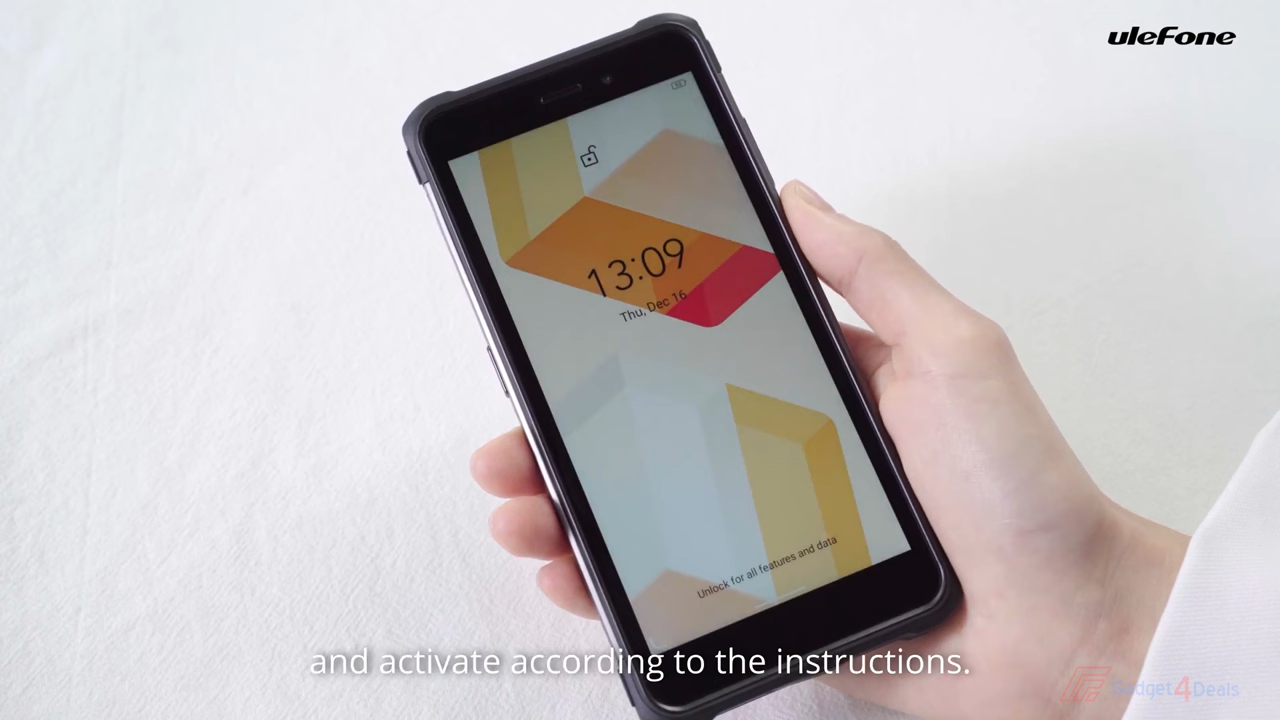 ulefone
13:09
Thu, Dec 16
Unlock for all features and data
and activate according to the instructions.
Gadget4Deals